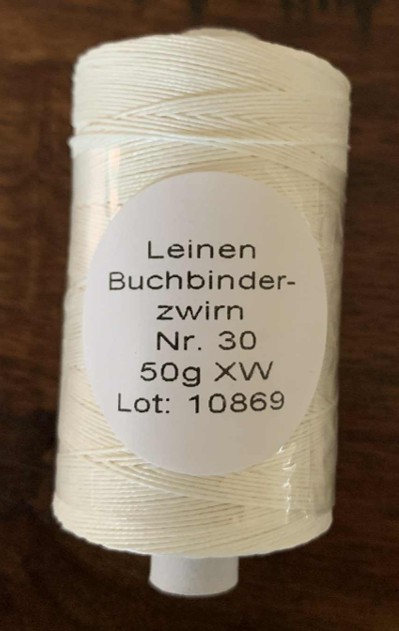 Leinen
Buchbinder-
zwirn
Nr. 30
50g XW
Lot: 10869